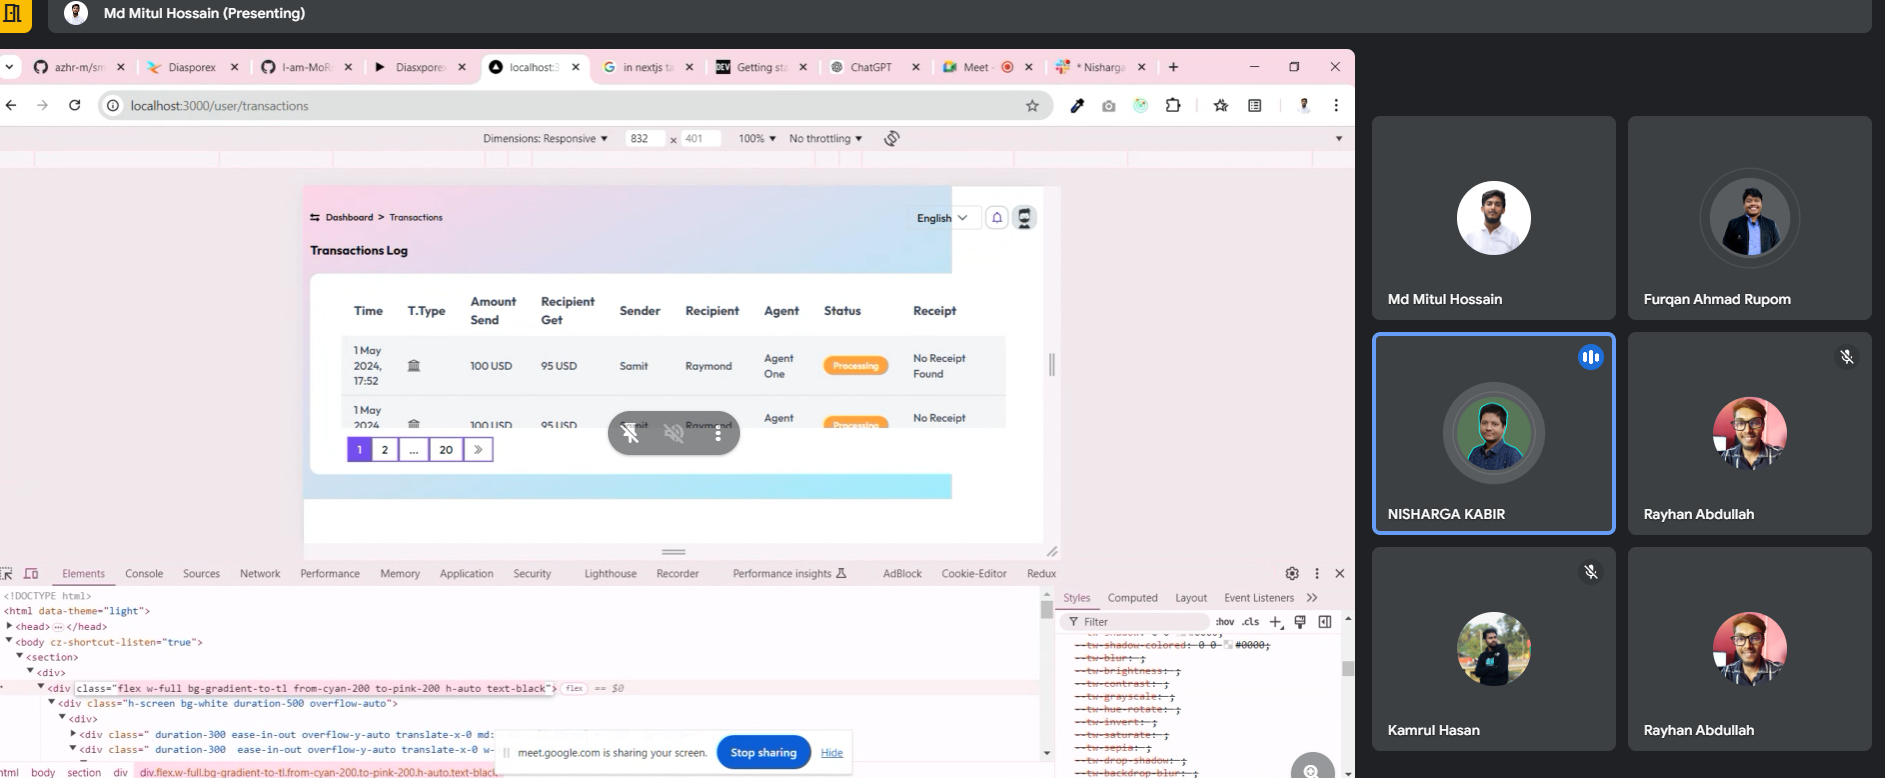 Md Mitul Hossain (Presenting)
azhr-m/sm
Diasporex
I-am-MoR
Diasxpore
localhost:3
in nextjs ta
DEV
Getting sta
ChatGPT
Meet -
* Nisharga
localhost:3000/user/transactions
Dimensions: Responsive
832 x 401
100%
No throttling
Dashboard > Transactions
English
Transactions Log
Time T.Type Amount Send Recipient Get Sender Recipient Agent Status Receipt
1 May 2024, 17:52 100 USD 95 USD Samit Raymond Agent One Processing No Receipt Found
1 May 2024 100 USD 95 USD Raymond Agent Processing No Receipt
1 2 ... 20 »
Elements Console Sources Network Performance Memory Application Security Lighthouse Recorder Performance insights AdBlock Cookie-Editor Redux
<!DOCTYPE html>
<html data-theme="light">
<head> ... </head>
<body cz-shortcut-listen="true">
<section>
<div>
<div class="flex w-full bg-gradient-to-tl from-cyan-200 to-pink-200 h-auto text-black"> flex == $0
<div class="h-screen bg-white duration-500 overflow-auto">
<div>
<div class=" duration-300 ease-in-out overflow-y-auto translate-x-0 md:
<div class=" duration-300 ease-in-out overflow-y-auto translate-x-0 w-
html body section div div.flex.w-full.bg-gradient-to-tl.from-cyan-200.to-pink-200.h-auto.text-black
Styles Computed Layout Event Listeners
Filter :hov .cls
--tw-shadow-colored: 0 0 #0000;
--tw-blur: ;
--tw-brightness: ;
--tw-contrast: ;
--tw-grayscale: ;
--tw-hue-rotate: ;
--tw-invert: ;
--tw-saturate: ;
--tw-sepia: ;
--tw-drop-shadow: ;
--tw-backdrop-blur: ;
meet.google.com is sharing your screen.
Stop sharing
Hide
Md Mitul Hossain
Furqan Ahmad Rupom
NISHARGA KABIR
Rayhan Abdullah
Kamrul Hasan
Rayhan Abdullah